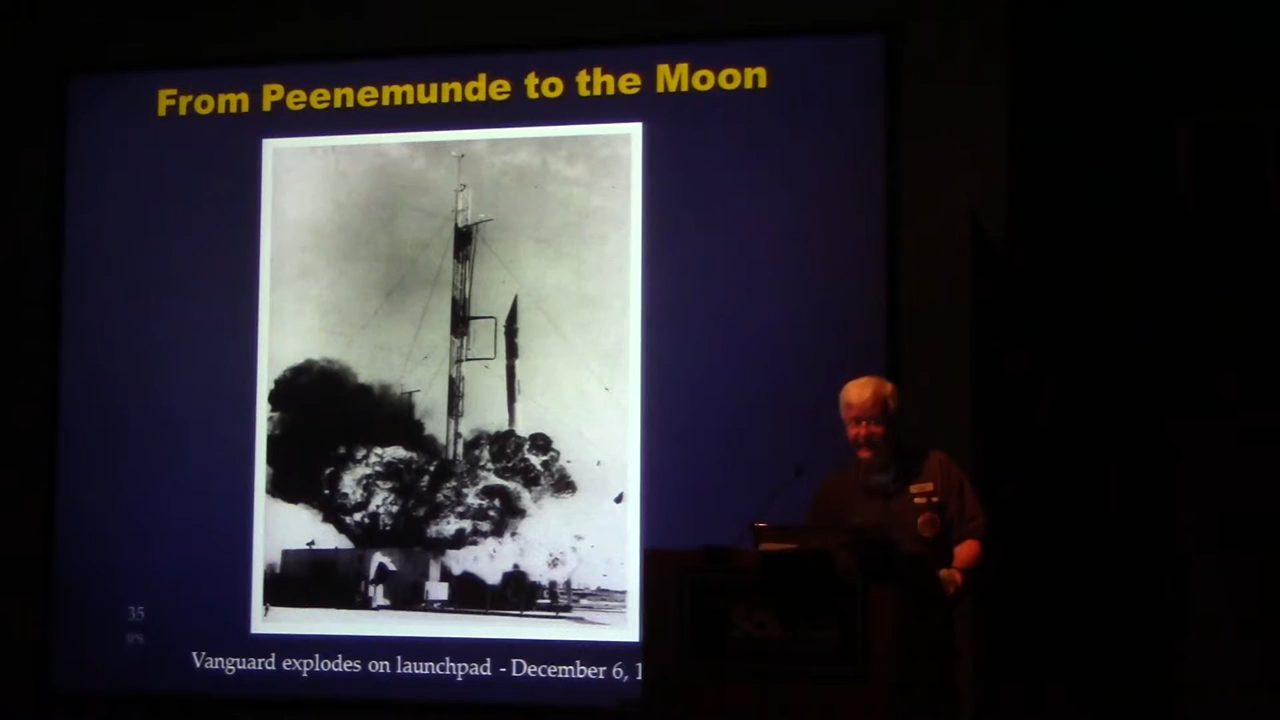 From Peenemunde to the Moon
35
Vanguard explodes on launchpad - December 6, 1